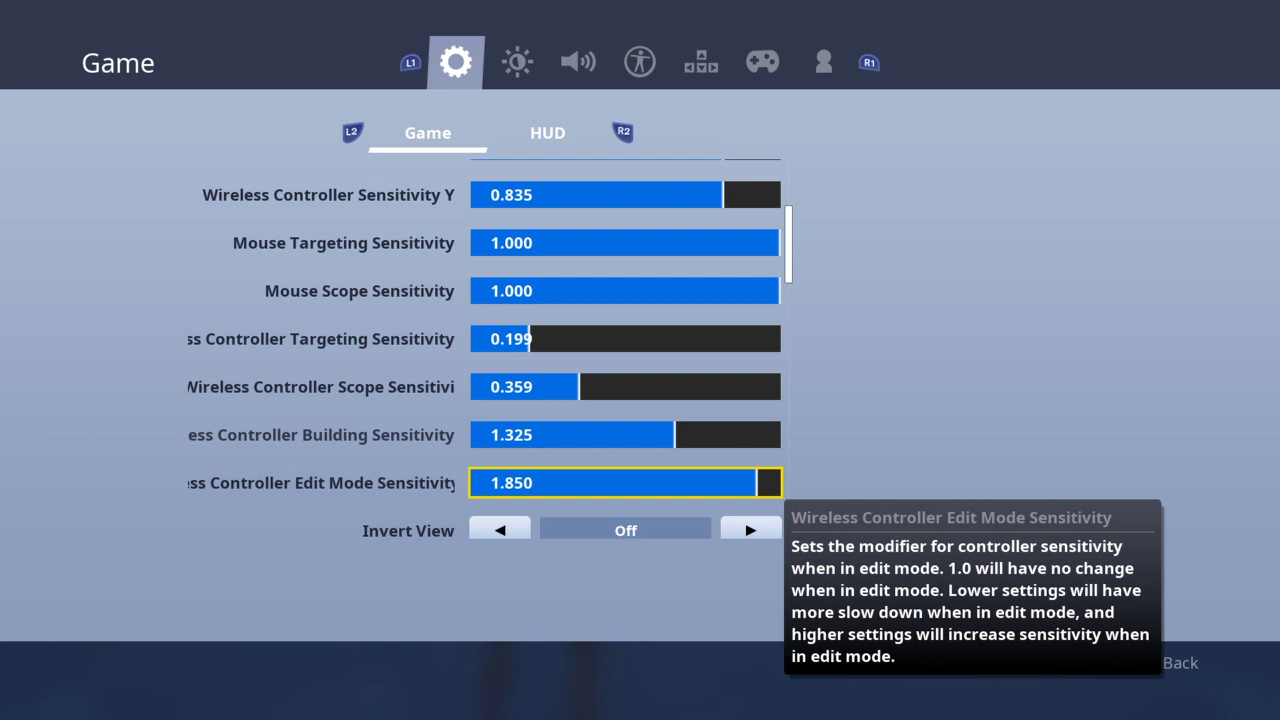 Game
L1
R1
L2
Game
HUD
R2
Wireless Controller Sensitivity Y
0.835
Mouse Targeting Sensitivity
1.000
Mouse Scope Sensitivity
1.000
ss Controller Targeting Sensitivity
0.199
Wireless Controller Scope Sensitivi
0.359
ess Controller Building Sensitivity
1.325
ss Controller Edit Mode Sensitivity
1.850
Invert View
Off
Wireless Controller Edit Mode Sensitivity
Sets the modifier for controller sensitivity
when in edit mode. 1.0 will have no change
when in edit mode. Lower settings will have
more slow down when in edit mode, and
higher settings will increase sensitivity when
in edit mode.
Back